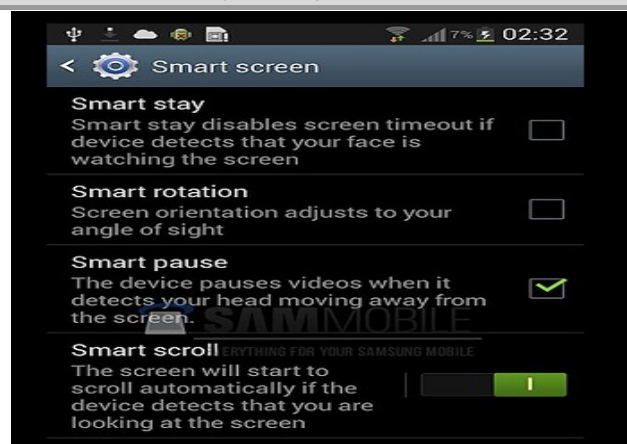 7% 02:32
< Smart screen
Smart stay
Smart stay disables screen timeout if
device detects that your face is
watching the screen
Smart rotation
Screen orientation adjusts to your
angle of sight
Smart pause
The device pauses videos when it
detects your head moving away from
the screen.
SAMMOBILE
EVERYTHING FOR YOUR SAMSUNG MOBILE
Smart scroll
The screen will start to
scroll automatically if the
device detects that you are
looking at the screen